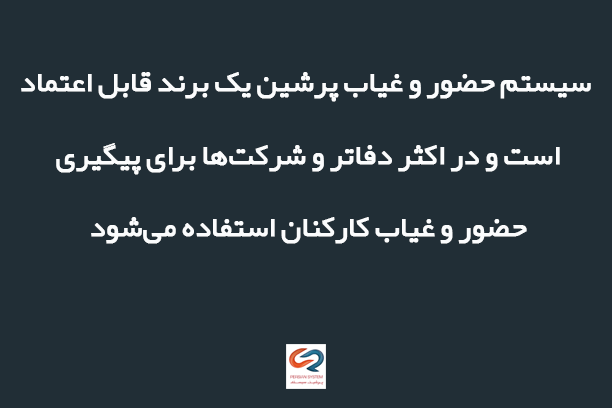 سیستم حضور و غیاب پرشین یک برند قابل اعتماد
است و در اکثر دفاتر و شرکت‌ها برای پیگیری
حضور و غیاب کارکنان استفاده می‌شود
PERSIAN SYSTEM